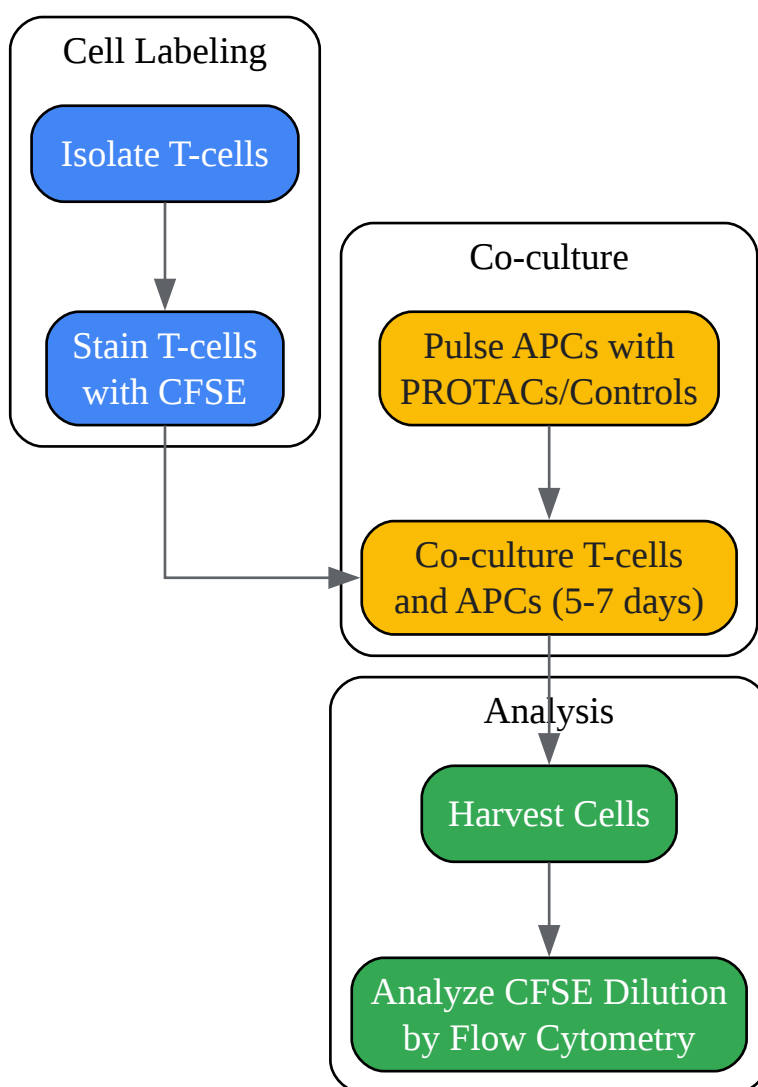 Cell Labeling
Isolate T-cells
Stain T-cells
with CFSE
Co-culture
Pulse APCs with
PROTACs/Controls
Co-culture T-cells
and APCs (5-7 days)
Analysis
Harvest Cells
Analyze CFSE Dilution
by Flow Cytometry